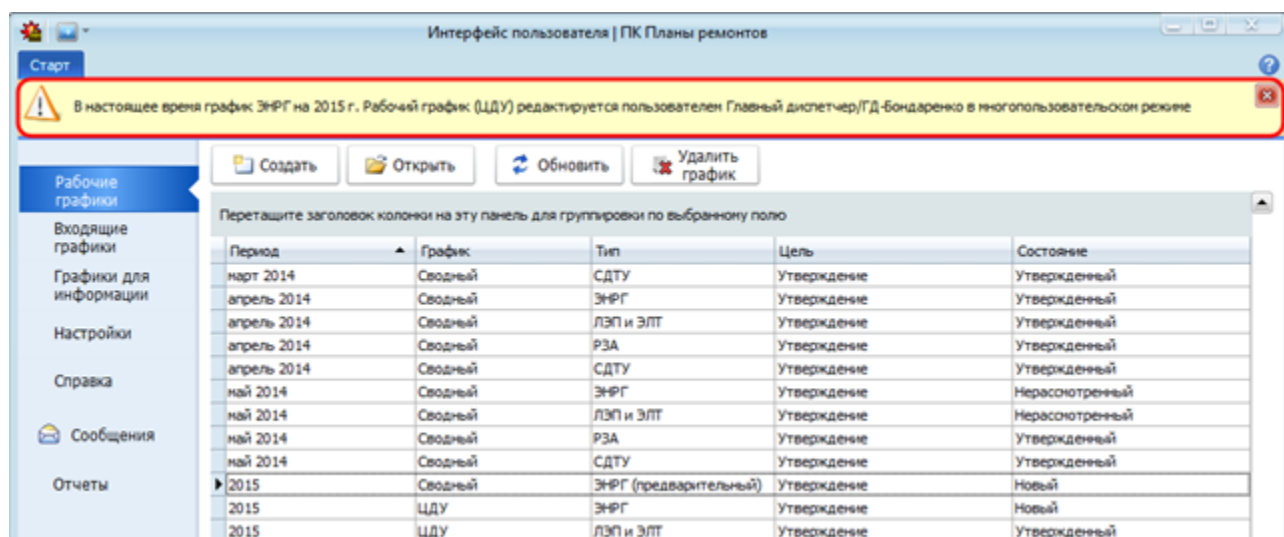 Интерфейс пользователя | ПК Планы ремонтов
Старт
В настоящее время график ЭНРГ на 2015 г. Рабочий график (ЦДУ) редактируется пользователем Главный диспетчер/ГД-Бондаренко в многопользовательском режиме
Создать Открыть Обновить Удалить график
Рабочие графики
Входящие графики
Графики для информации
Настройки
Справка
Сообщения
Отчеты
Перетащите заголовок колонки на эту панель для группировки по выбранному полю
Период График Тип Цель Состояние
март 2014 Сводный СДТУ Утверждение Утвержденный
апрель 2014 Сводный ЭНРГ Утверждение Утвержденный
апрель 2014 Сводный ЛЭП и ЭЛТ Утверждение Утвержденный
апрель 2014 Сводный РЗА Утверждение Утвержденный
апрель 2014 Сводный СДТУ Утверждение Утвержденный
май 2014 Сводный ЭНРГ Утверждение Нерассмотренный
май 2014 Сводный ЛЭП и ЭЛТ Утверждение Нерассмотренный
май 2014 Сводный РЗА Утверждение Утвержденный
май 2014 Сводный СДТУ Утверждение Утвержденный
2015 Сводный ЭНРГ (предварительный) Утверждение Новый
2015 ЦДУ ЭНРГ Утверждение Новый
2015 ЦДУ ЛЭП и ЭЛТ Утверждение Утвержденный